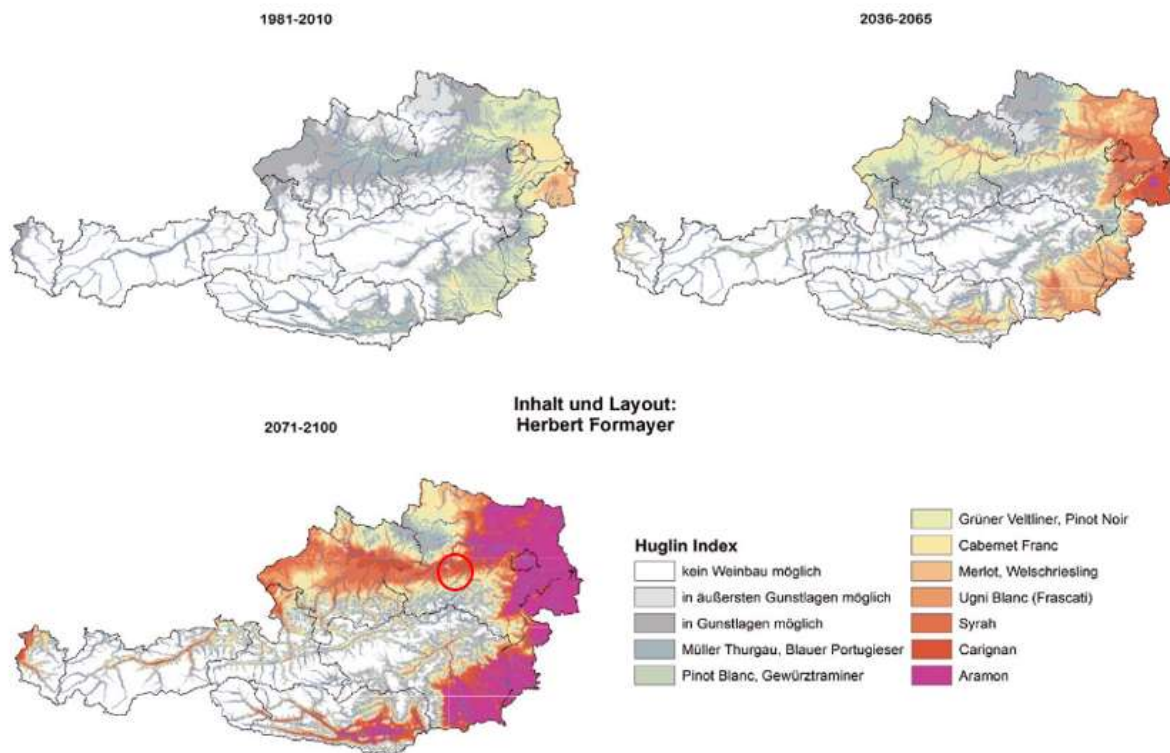 1981-2010
2036-2065
2071-2100
Inhalt und Layout:
Herbert Formayer
Huglin Index
kein Weinbau möglich
in äußersten Gunstlagen möglich
in Gunstlagen möglich
Müller Thurgau, Blauer Portugieser
Pinot Blanc, Gewürztraminer
Grüner Veltliner, Pinot Noir
Cabernet Franc
Merlot, Welschriesling
Ugni Blanc (Frascati)
Syrah
Carignan
Aramon